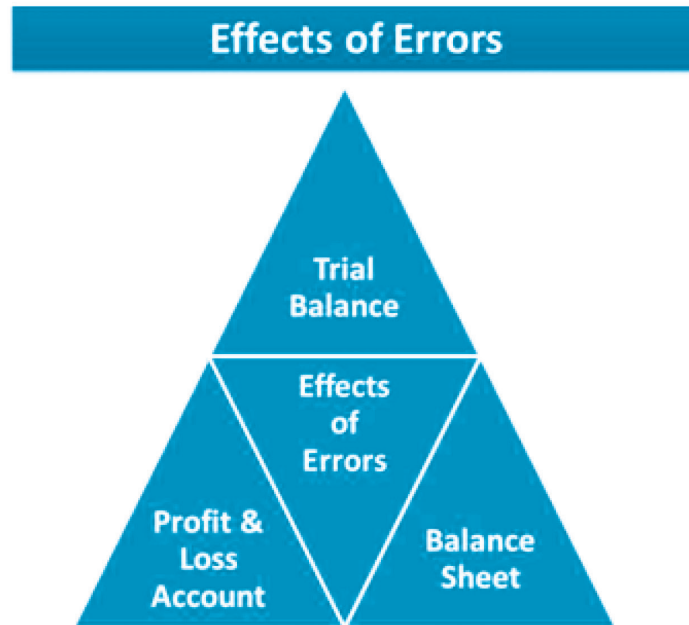 Effects of Errors
Trial
Balance
Effects
of
Errors
Profit &
Loss
Account
Balance
Sheet